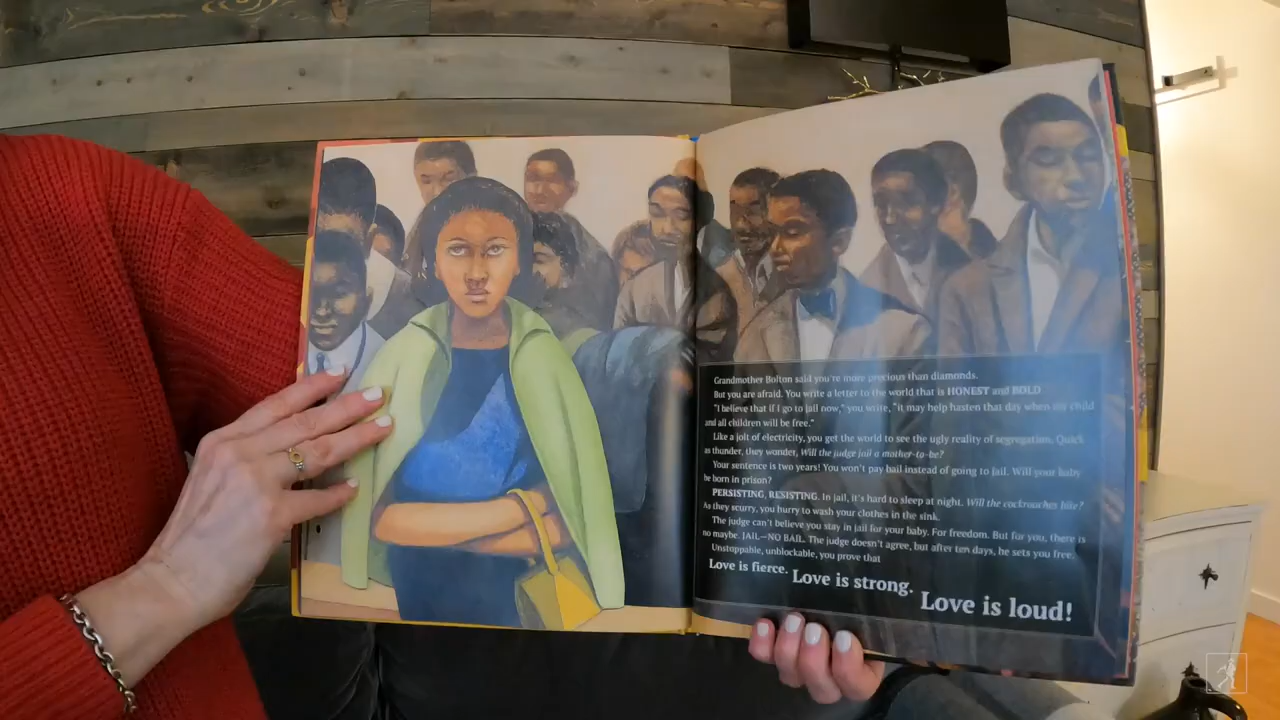 Grandmother Bolton said you're more precious than diamonds.
But you are afraid. You write a letter to the world that is HONEST and BOLD
"I believe that if I go to jail now," you write, "it may help hasten that day when my child
and all children will be free."
Like a jolt of electricity, you get the world to see the ugly reality of segregation. Quick
as thunder, they wonder, Will the judge jail a mother-to-be?
Your sentence is two years! You won't pay bail instead of going to jail. Will your baby
be born in prison?
PERSISTING, RESISTING. In jail, it's hard to sleep at night. Will the cockroaches bite?
As they scurry, you hurry to wash your clothes in the sink.
The judge can't believe you stay in jail for your baby. For freedom. But for you, there is
no maybe. JAIL—NO BAIL. The judge doesn't agree, but after ten days, he sets you free.
Unstoppable, unblockable, you prove that
Love is fierce. Love is strong. Love is loud!